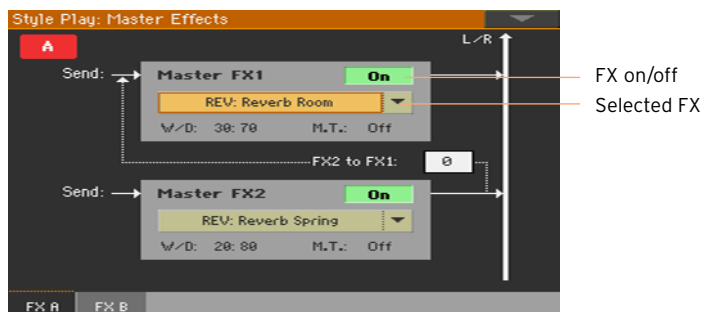 Style Play: Master Effects
A
L/R
Send:
Master FX1
On
FX on/off
REV: Reverb Room
Selected FX
W/D: 30:70 M.T.: Off
FX2 to FX1: 0
Send:
Master FX2
On
REV: Reverb Spring
W/D: 20:80 M.T.: Off
FX A FX B